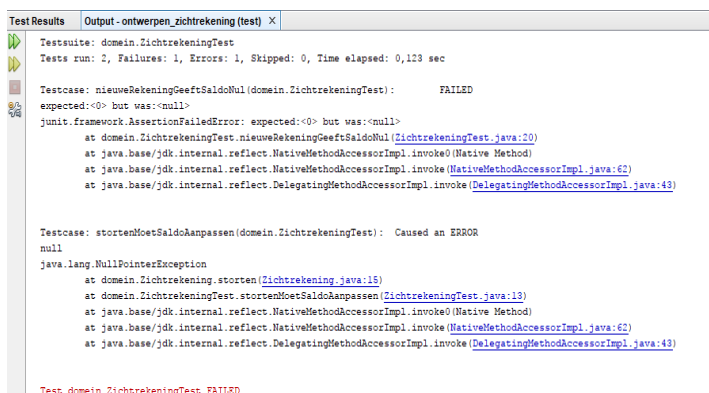 Test Results
Output - ontwerpen_zichtrekening (test) X
Testsuite: domein.ZichtrekeningTest
Tests run: 2, Failures: 1, Errors: 1, Skipped: 0, Time elapsed: 0,123 sec
Testcase: nieuweRekeningGeeftSaldoNul(domein.ZichtrekeningTest): FAILED
expected:<0> but was:<null>
junit.framework.AssertionFailedError: expected:<0> but was:<null>
at domein.ZichtrekeningTest.nieuweRekeningGeeftSaldoNul(ZichtrekeningTest.java:20)
at java.base/jdk.internal.reflect.NativeMethodAccessorImpl.invoke0(Native Method)
at java.base/jdk.internal.reflect.NativeMethodAccessorImpl.invoke(NativeMethodAccessorImpl.java:62)
at java.base/jdk.internal.reflect.DelegatingMethodAccessorImpl.invoke(DelegatingMethodAccessorImpl.java:43)
Testcase: stortenMoetSaldoAanpassen(domein.ZichtrekeningTest): Caused an ERROR
null
java.lang.NullPointerException
at domein.Zichtrekening.storten(Zichtrekening.java:15)
at domein.ZichtrekeningTest.stortenMoetSaldoAanpassen(ZichtrekeningTest.java:13)
at java.base/jdk.internal.reflect.NativeMethodAccessorImpl.invoke0(Native Method)
at java.base/jdk.internal.reflect.NativeMethodAccessorImpl.invoke(NativeMethodAccessorImpl.java:62)
at java.base/jdk.internal.reflect.DelegatingMethodAccessorImpl.invoke(DelegatingMethodAccessorImpl.java:43)
Test domein.ZichtrekeningTest FAILED